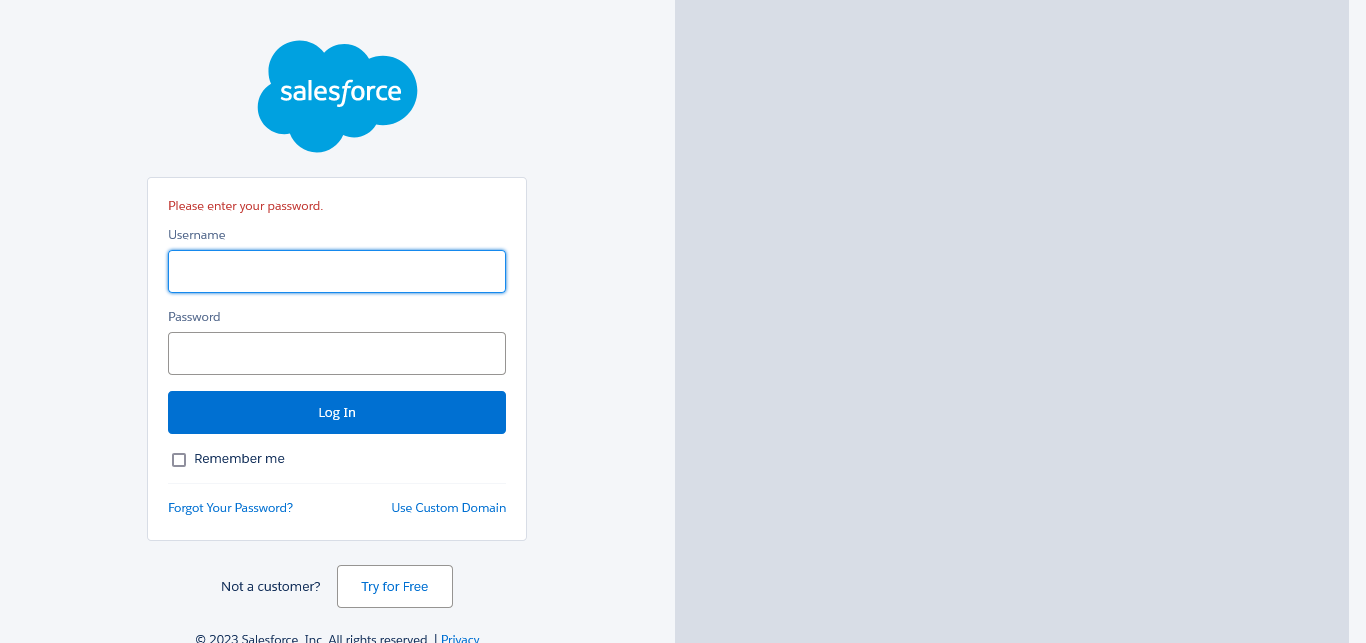 salesforce
Please enter your password.
Username
Password
Log In
Remember me
Forgot Your Password? Use Custom Domain
Not a customer? Try for Free
© 2023 Salesforce, Inc. All rights reserved. | Privacy